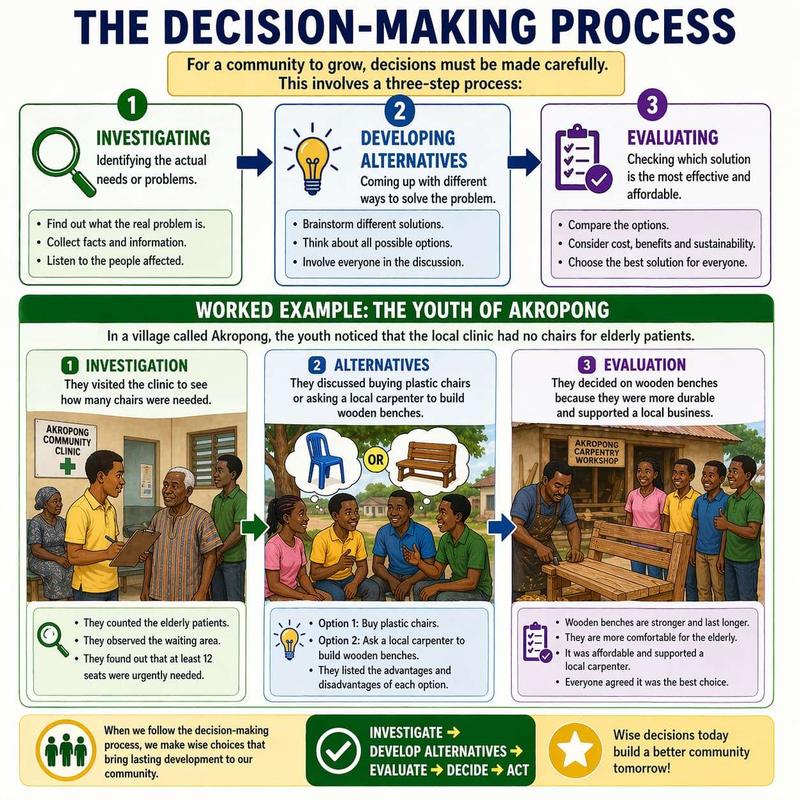 THE DECISION-MAKING PROCESS
For a community to grow, decisions must be made carefully.
This involves a three-step process:
1
INVESTIGATING
Identifying the actual
needs or problems.
• Find out what the real problem is.
• Collect facts and information.
• Listen to the people affected.
2
DEVELOPING
ALTERNATIVES
Coming up with different
ways to solve the problem.
• Brainstorm different solutions.
• Think about all possible options.
• Involve everyone in the discussion.
3
EVALUATING
Checking which solution
is the most effective and
affordable.
• Compare the options.
• Consider cost, benefits and sustainability.
• Choose the best solution for everyone.
WORKED EXAMPLE: THE YOUTH OF AKROPONG
In a village called Akropong, the youth noticed that the local clinic had no chairs for elderly patients.
1 INVESTIGATION
They visited the clinic to see
how many chairs were needed.
AKROPONG
COMMUNITY
CLINIC
• They counted the elderly patients.
• They observed the waiting area.
• They found out that at least 12
seats were urgently needed.
2 ALTERNATIVES
They discussed buying plastic chairs
or asking a local carpenter to build
wooden benches.
OR
• Option 1: Buy plastic chairs.
• Option 2: Ask a local carpenter to
build wooden benches.
• They listed the advantages and
disadvantages of each option.
3 EVALUATION
They decided on wooden benches
because they were more durable
and supported a local business.
AKROPONG
CARPENTRY
WORKSHOP
• Wooden benches are stronger and last longer.
• They are more comfortable for the elderly.
• It was affordable and supported a
local carpenter.
• Everyone agreed it was the best choice.
When we follow the decision-making
process, we make wise choices that
bring lasting development to our
community.
INVESTIGATE →
DEVELOP ALTERNATIVES →
EVALUATE → DECIDE → ACT
Wise decisions today
build a better community
tomorrow!